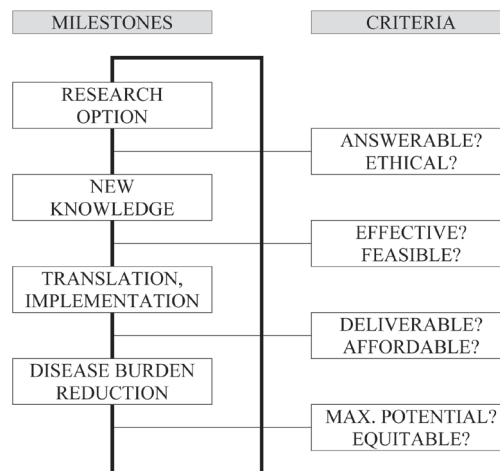 MILESTONES
CRITERIA
RESEARCH
OPTION
ANSWERABLE?
ETHICAL?
NEW
KNOWLEDGE
EFFECTIVE?
FEASIBLE?
TRANSLATION,
IMPLEMENTATION
DELIVERABLE?
AFFORDABLE?
DISEASE BURDEN
REDUCTION
MAX. POTENTIAL?
EQUITABLE?